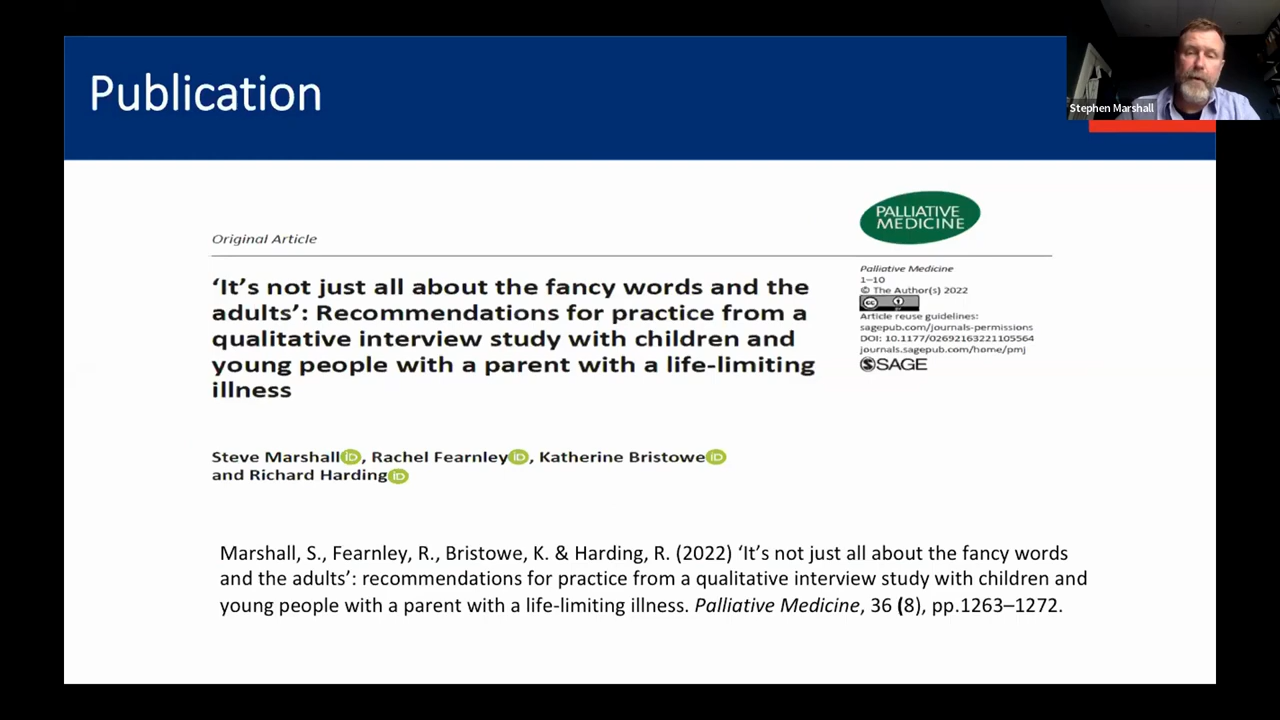 Publication
Stephen Marshall
PALLIATIVE
MEDICINE
Original Article
‘It’s not just all about the fancy words and the
adults’: Recommendations for practice from a
qualitative interview study with children and
young people with a parent with a life-limiting
illness
Palliative Medicine
1–10
© The Author(s) 2022
cc
Article reuse guidelines:
sagepub.com/journals-permissions
DOI: 10.1177/02692163221105564
journals.sagepub.com/home/pmj
SAGE
Steve Marshall iD, Rachel Fearnley iD, Katherine Bristowe iD
and Richard Harding iD
Marshall, S., Fearnley, R., Bristowe, K. & Harding, R. (2022) ‘It’s not just all about the fancy words
and the adults’: recommendations for practice from a qualitative interview study with children and
young people with a parent with a life-limiting illness. Palliative Medicine, 36 (8), pp.1263–1272.